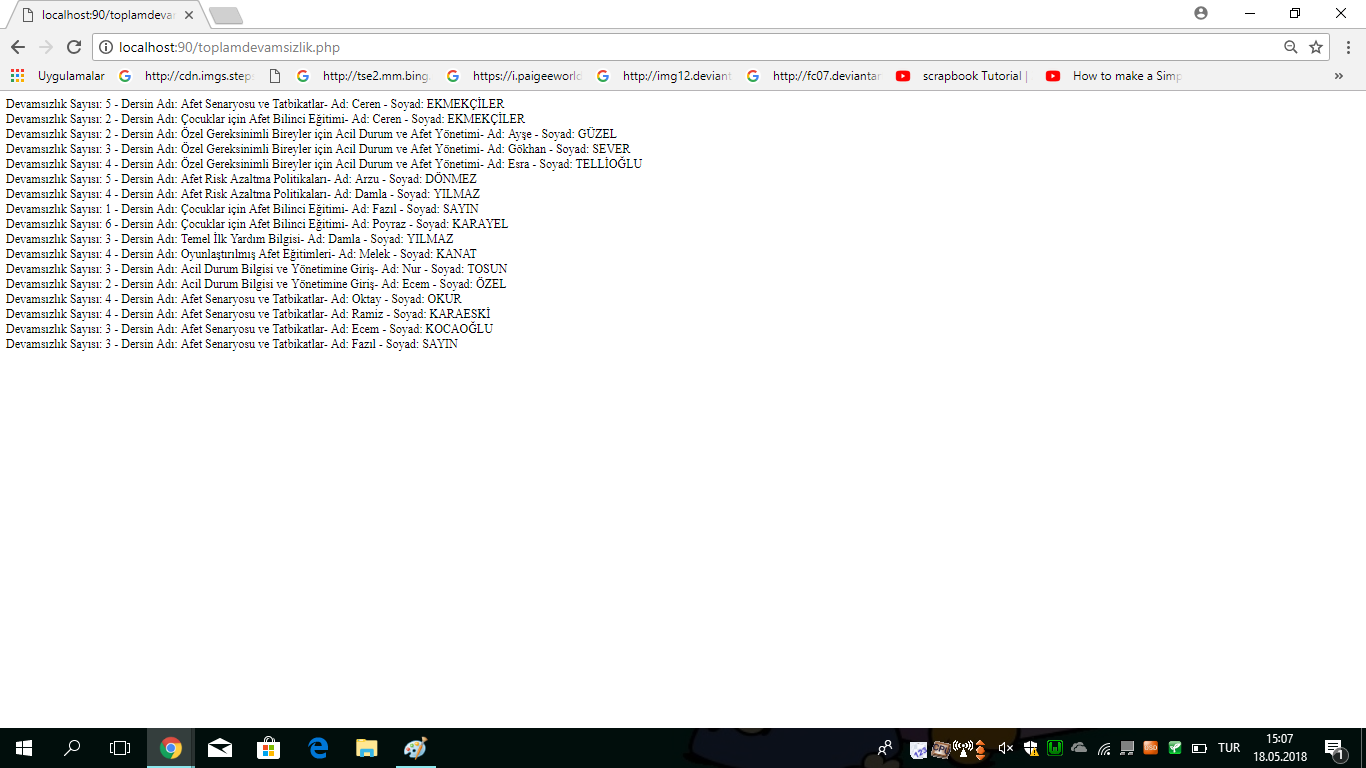 localhost:90/toplamdevam
localhost:90/toplamdevamsizlik.php
Uygulamalar http://cdn.imgs.steps http://tse2.mm.bing. https://i.paigeeworld http://img12.deviant http://fc07.deviantar scrapbook Tutorial | How to make a Simp »
Devamsızlık Sayısı: 5 - Dersin Adı: Afet Senaryosu ve Tatbikatlar- Ad: Ceren - Soyad: EKMEKÇİLER
Devamsızlık Sayısı: 2 - Dersin Adı: Çocuklar için Afet Bilinci Eğitimi- Ad: Ceren - Soyad: EKMEKÇİLER
Devamsızlık Sayısı: 2 - Dersin Adı: Özel Gereksinimli Bireyler için Acil Durum ve Afet Yönetimi- Ad: Ayşe - Soyad: GÜZEL
Devamsızlık Sayısı: 3 - Dersin Adı: Özel Gereksinimli Bireyler için Acil Durum ve Afet Yönetimi- Ad: Gökhan - Soyad: SEVER
Devamsızlık Sayısı: 4 - Dersin Adı: Özel Gereksinimli Bireyler için Acil Durum ve Afet Yönetimi- Ad: Esra - Soyad: TELLİOĞLU
Devamsızlık Sayısı: 5 - Dersin Adı: Afet Risk Azaltma Politikaları- Ad: Arzu - Soyad: DÖNMEZ
Devamsızlık Sayısı: 4 - Dersin Adı: Afet Risk Azaltma Politikaları- Ad: Damla - Soyad: YILMAZ
Devamsızlık Sayısı: 1 - Dersin Adı: Çocuklar için Afet Bilinci Eğitimi- Ad: Fazıl - Soyad: SAYIN
Devamsızlık Sayısı: 6 - Dersin Adı: Çocuklar için Afet Bilinci Eğitimi- Ad: Poyraz - Soyad: KARAYEL
Devamsızlık Sayısı: 3 - Dersin Adı: Temel İlk Yardım Bilgisi- Ad: Damla - Soyad: YILMAZ
Devamsızlık Sayısı: 4 - Dersin Adı: Oyunlaştırılmış Afet Eğitimleri- Ad: Melek - Soyad: KANAT
Devamsızlık Sayısı: 3 - Dersin Adı: Acil Durum Bilgisi ve Yönetimine Giriş- Ad: Nur - Soyad: TOSUN
Devamsızlık Sayısı: 2 - Dersin Adı: Acil Durum Bilgisi ve Yönetimine Giriş- Ad: Ecem - Soyad: ÖZEL
Devamsızlık Sayısı: 4 - Dersin Adı: Afet Senaryosu ve Tatbikatlar- Ad: Oktay - Soyad: OKUR
Devamsızlık Sayısı: 4 - Dersin Adı: Afet Senaryosu ve Tatbikatlar- Ad: Ramiz - Soyad: KARAESKİ
Devamsızlık Sayısı: 3 - Dersin Adı: Afet Senaryosu ve Tatbikatlar- Ad: Ecem - Soyad: KOCAOĞLU
Devamsızlık Sayısı: 3 - Dersin Adı: Afet Senaryosu ve Tatbikatlar- Ad: Fazıl - Soyad: SAYIN
TUR
15:07
18.05.2018
1